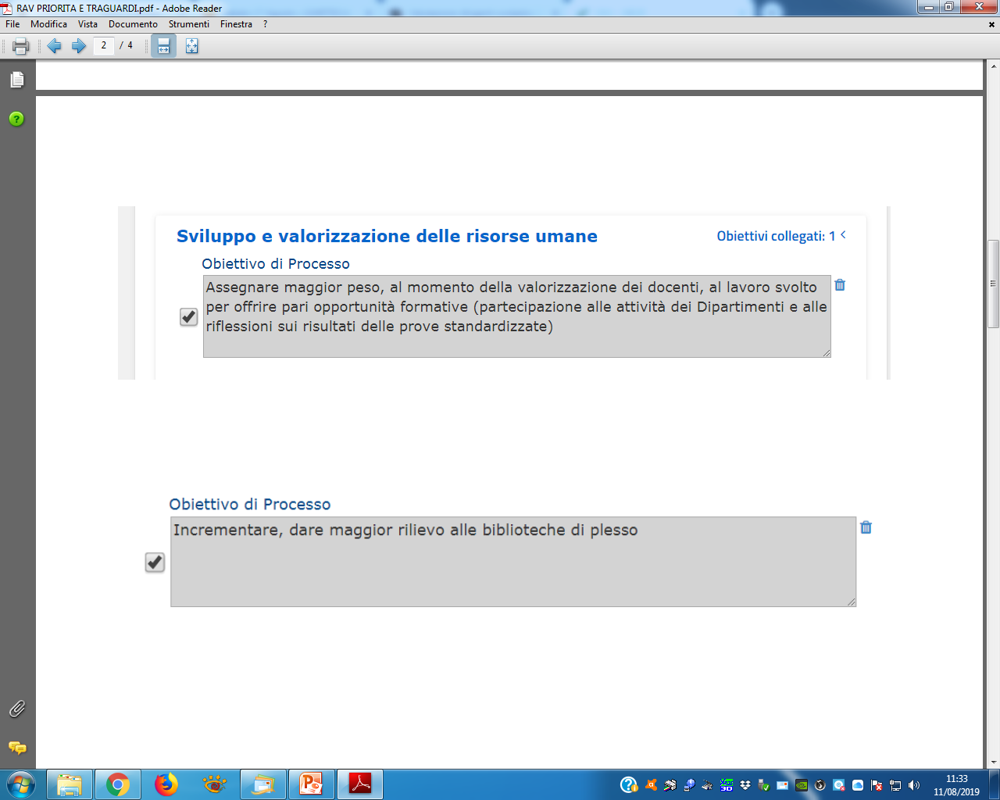 RAV PRIORITA E TRAGUARDI.pdf - Adobe Reader
File Modifica Vista Documento Strumenti Finestra ?
2 / 4
Sviluppo e valorizzazione delle risorse umane
Obiettivi collegati: 1 <
Obiettivo di Processo
Assegnare maggior peso, al momento della valorizzazione dei docenti, al lavoro svolto
per offrire pari opportunità formative (partecipazione alle attività dei Dipartimenti e alle
riflessioni sui risultati delle prove standardizzate)
Obiettivo di Processo
Incrementare, dare maggior rilievo alle biblioteche di plesso
11:33
11/08/2019